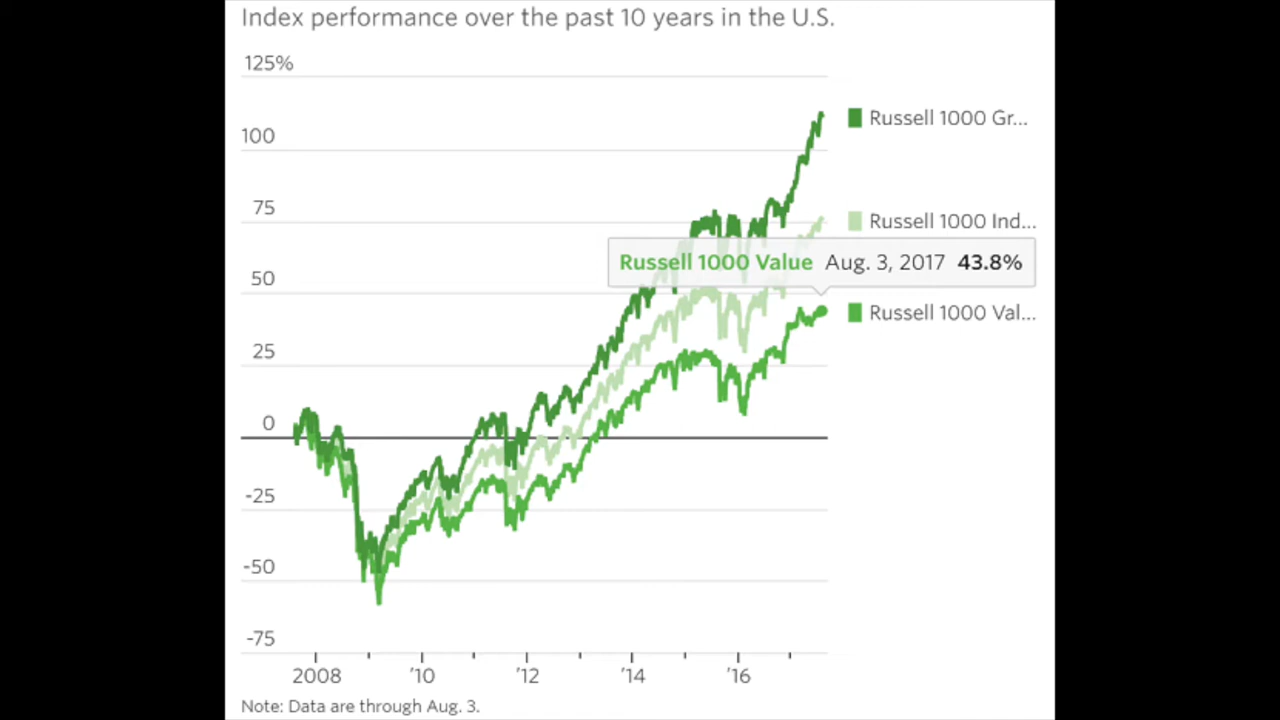 Index performance over the past 10 years in the U.S.
125%
100
75
50
25
0
-25
-50
-75
Russell 1000 Gr...
Russell 1000 Ind...
Russell 1000 Value Aug. 3, 2017 43.8%
Russell 1000 Val...
2008 '10 '12 '14 '16
Note: Data are through Aug. 3.